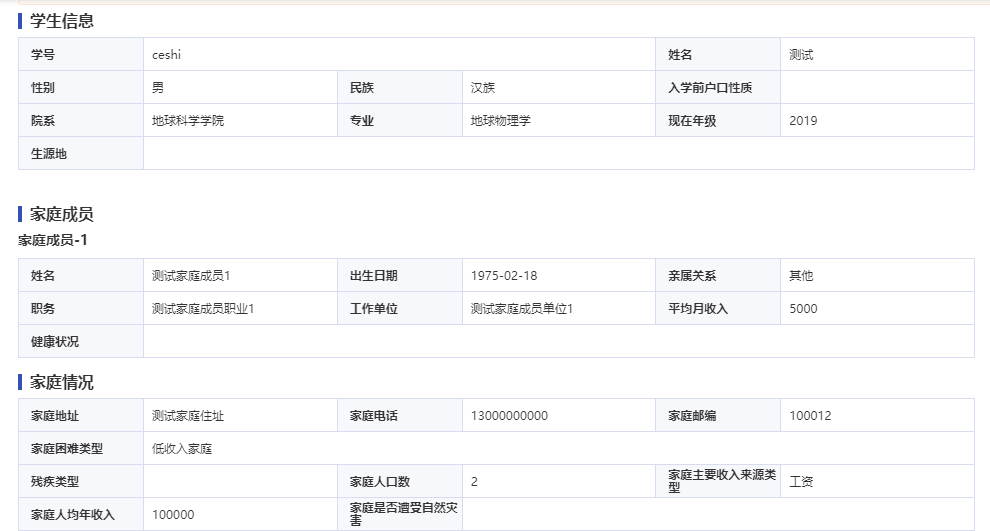 学生信息
学号 ceshi 姓名 测试
性别 男 民族 汉族 入学前户口性质
院系 地球科学学院 专业 地球物理学 现在年级 2019
生源地
家庭成员
家庭成员-1
姓名 测试家庭成员1 出生日期 1975-02-18 亲属关系 其他
职务 测试家庭成员职业1 工作单位 测试家庭成员单位1 平均月收入 5000
健康状况
家庭情况
家庭地址 测试家庭住址 家庭电话 13000000000 家庭邮编 100012
家庭困难类型 低收入家庭
残疾类型 家庭人口数 2 家庭主要收入来源类
型 工资
家庭人均年收入 100000 家庭是否遭受自然灾
害